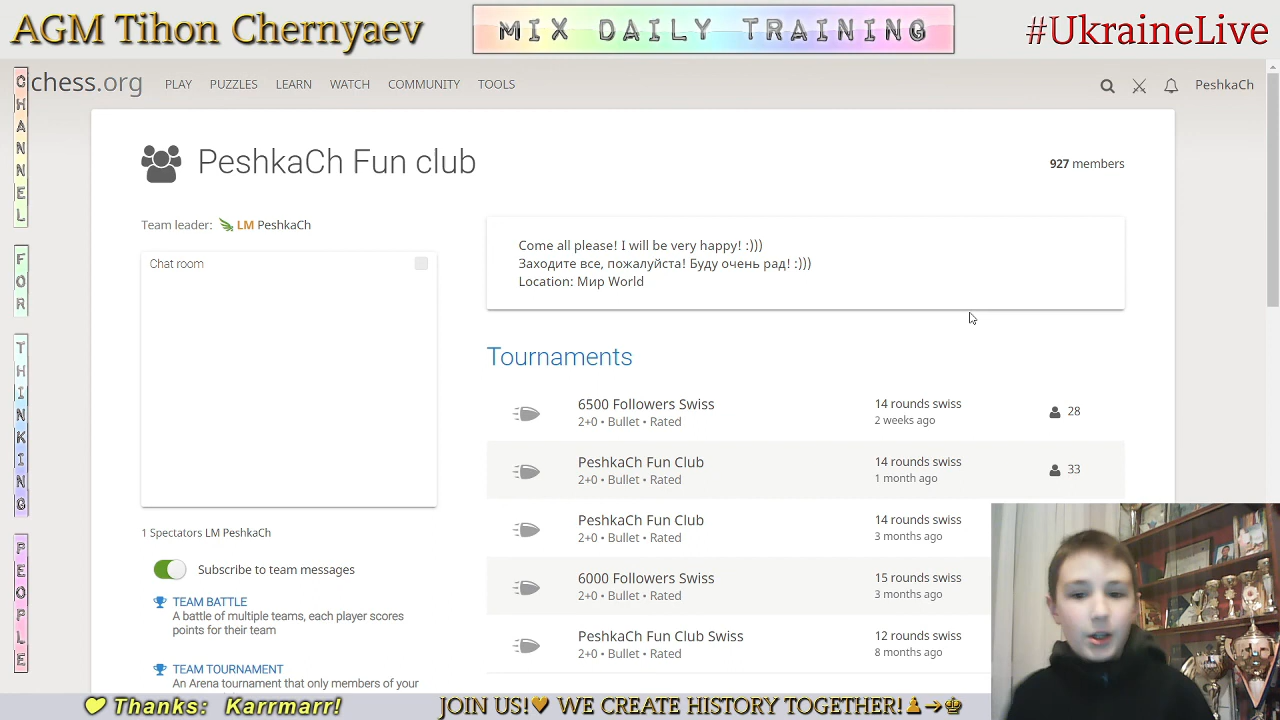 AGM Tihon Chernyaev
MIX DAILY TRAINING
#UkraineLive
chess.org
PLAY
PUZZLES
LEARN
WATCH
COMMUNITY
TOOLS
PeshkaCh
CHANNEL
FOR
THINKING
PEOPLE
PeshkaCh Fun club
927 members
Team leader: LM PeshkaCh
Chat room
1 Spectators LM PeshkaCh
Subscribe to team messages
TEAM BATTLE
A battle of multiple teams, each player scores
points for their team
TEAM TOURNAMENT
An Arena tournament that only members of your
Come all please! I will be very happy! :)))
Заходите все, пожалуйста! Буду очень рад! :)))
Location: Мир World
Tournaments
6500 Followers Swiss
2+0 • Bullet • Rated
14 rounds swiss
2 weeks ago
28
PeshkaCh Fun Club
2+0 • Bullet • Rated
14 rounds swiss
1 month ago
33
PeshkaCh Fun Club
2+0 • Bullet • Rated
14 rounds swiss
3 months ago
6000 Followers Swiss
2+0 • Bullet • Rated
15 rounds swiss
3 months ago
PeshkaCh Fun Club Swiss
2+0 • Bullet • Rated
12 rounds swiss
8 months ago
Thanks: Karrmarr!
JOIN US! WE CREATE HISTORY TOGETHER!